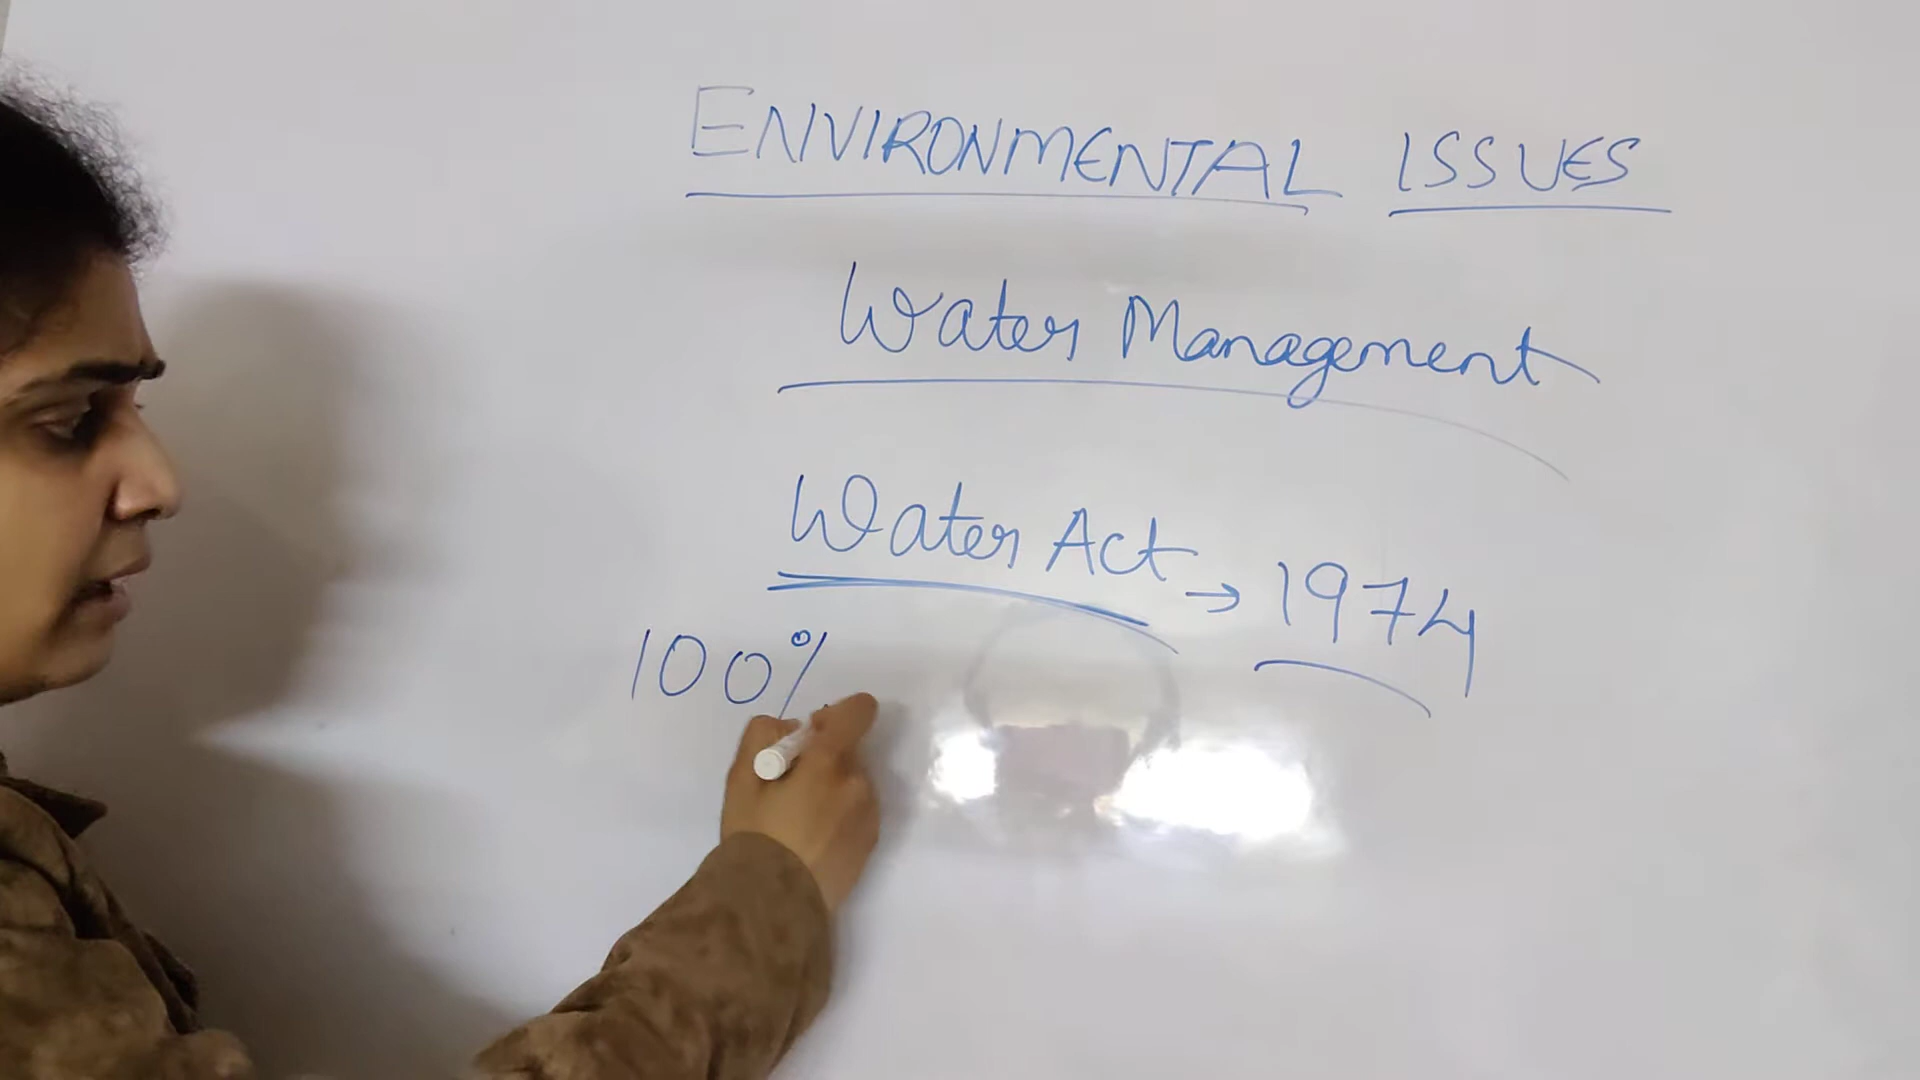 ENVIRONMENTAL ISSUES
Water Management
Water Act → 1974
100%